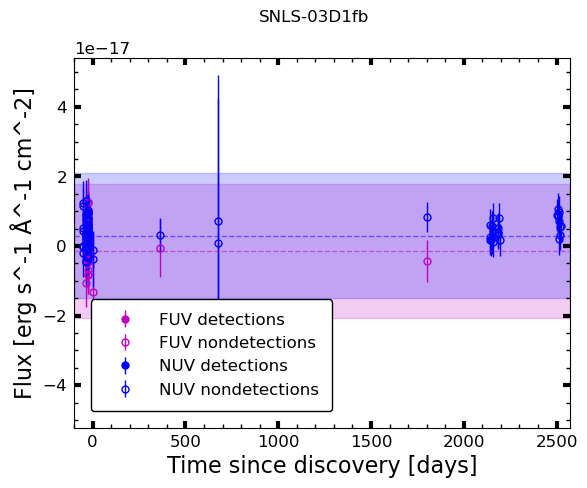 SNLS-03D1fb
1e−17
4
2
0
−2
−4
Flux [erg s^-1 Å^-1 cm^-2]
FUV detections
FUV nondetections
NUV detections
NUV nondetections
0 500 1000 1500 2000 2500
Time since discovery [days]